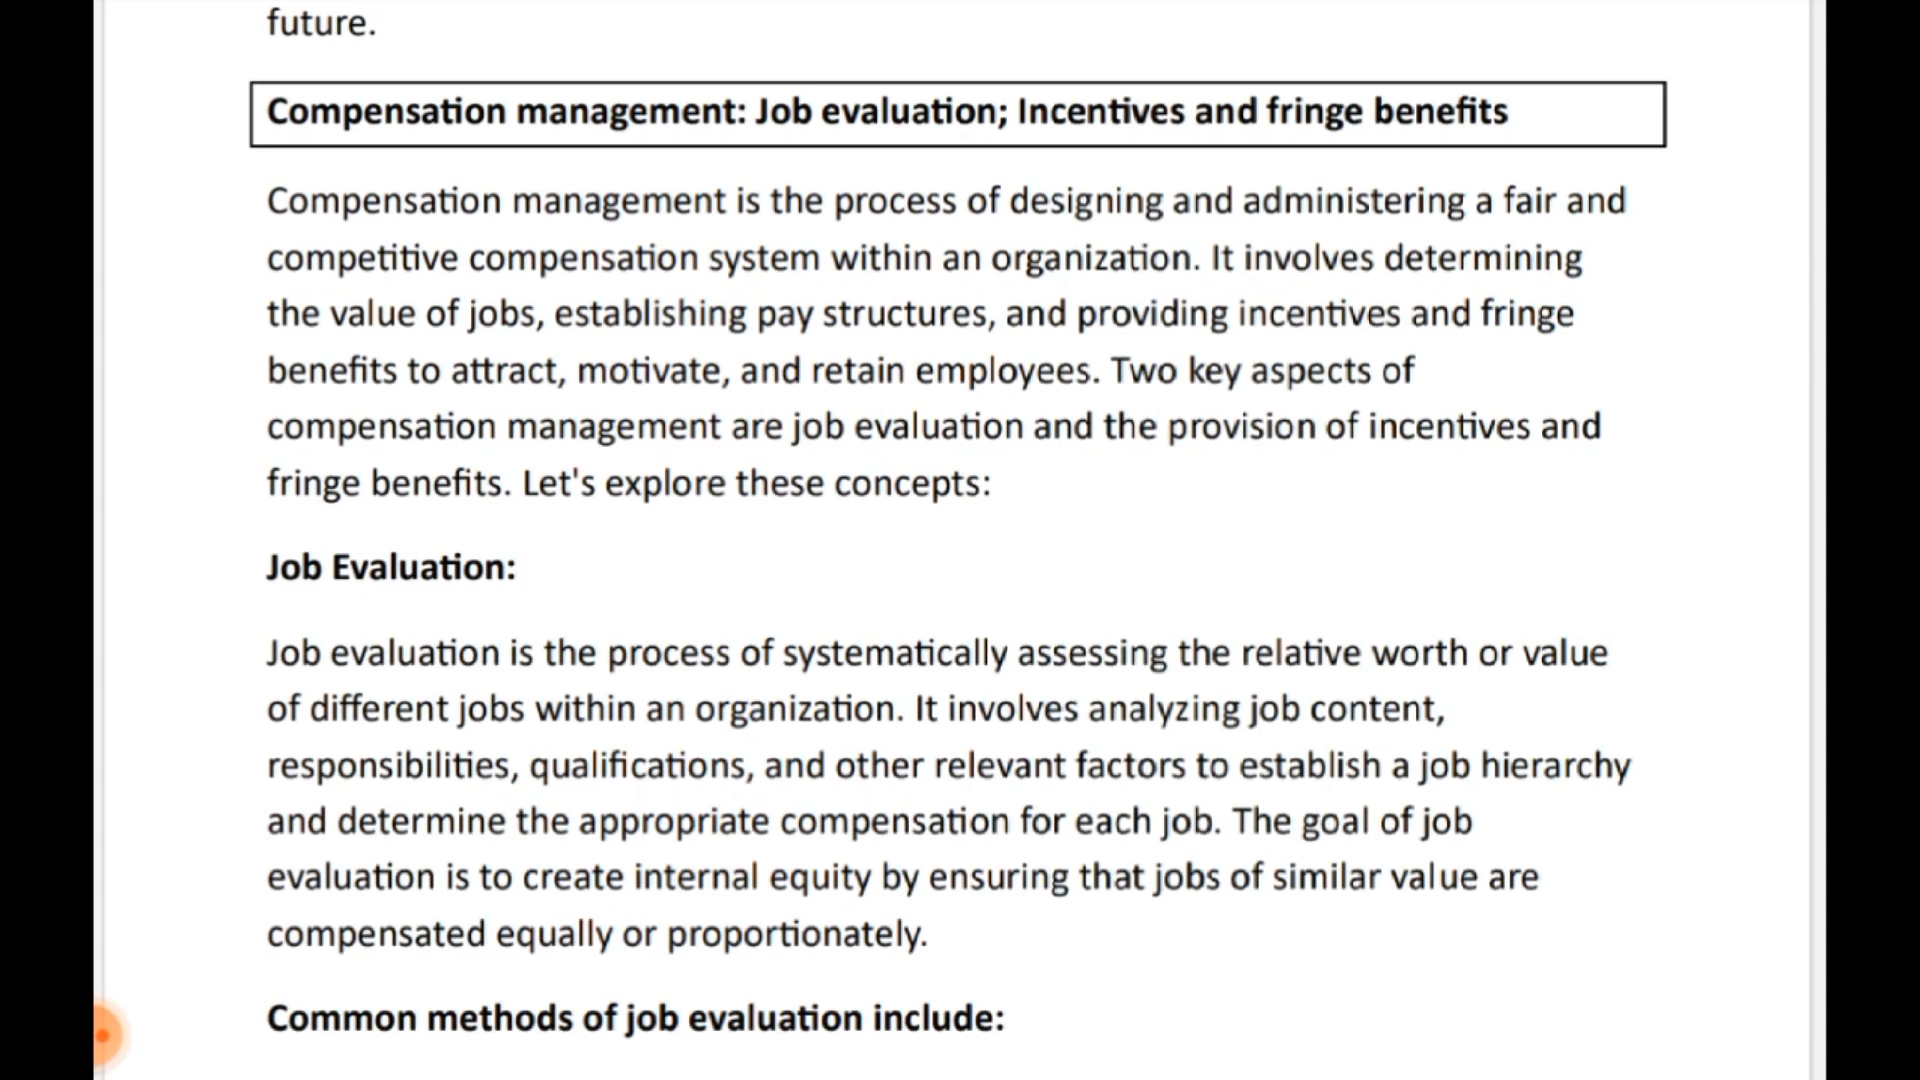 future.
Compensation management: Job evaluation; Incentives and fringe benefits
Compensation management is the process of designing and administering a fair and
competitive compensation system within an organization. It involves determining
the value of jobs, establishing pay structures, and providing incentives and fringe
benefits to attract, motivate, and retain employees. Two key aspects of
compensation management are job evaluation and the provision of incentives and
fringe benefits. Let's explore these concepts:
Job Evaluation:
Job evaluation is the process of systematically assessing the relative worth or value
of different jobs within an organization. It involves analyzing job content,
responsibilities, qualifications, and other relevant factors to establish a job hierarchy
and determine the appropriate compensation for each job. The goal of job
evaluation is to create internal equity by ensuring that jobs of similar value are
compensated equally or proportionately.
Common methods of job evaluation include: